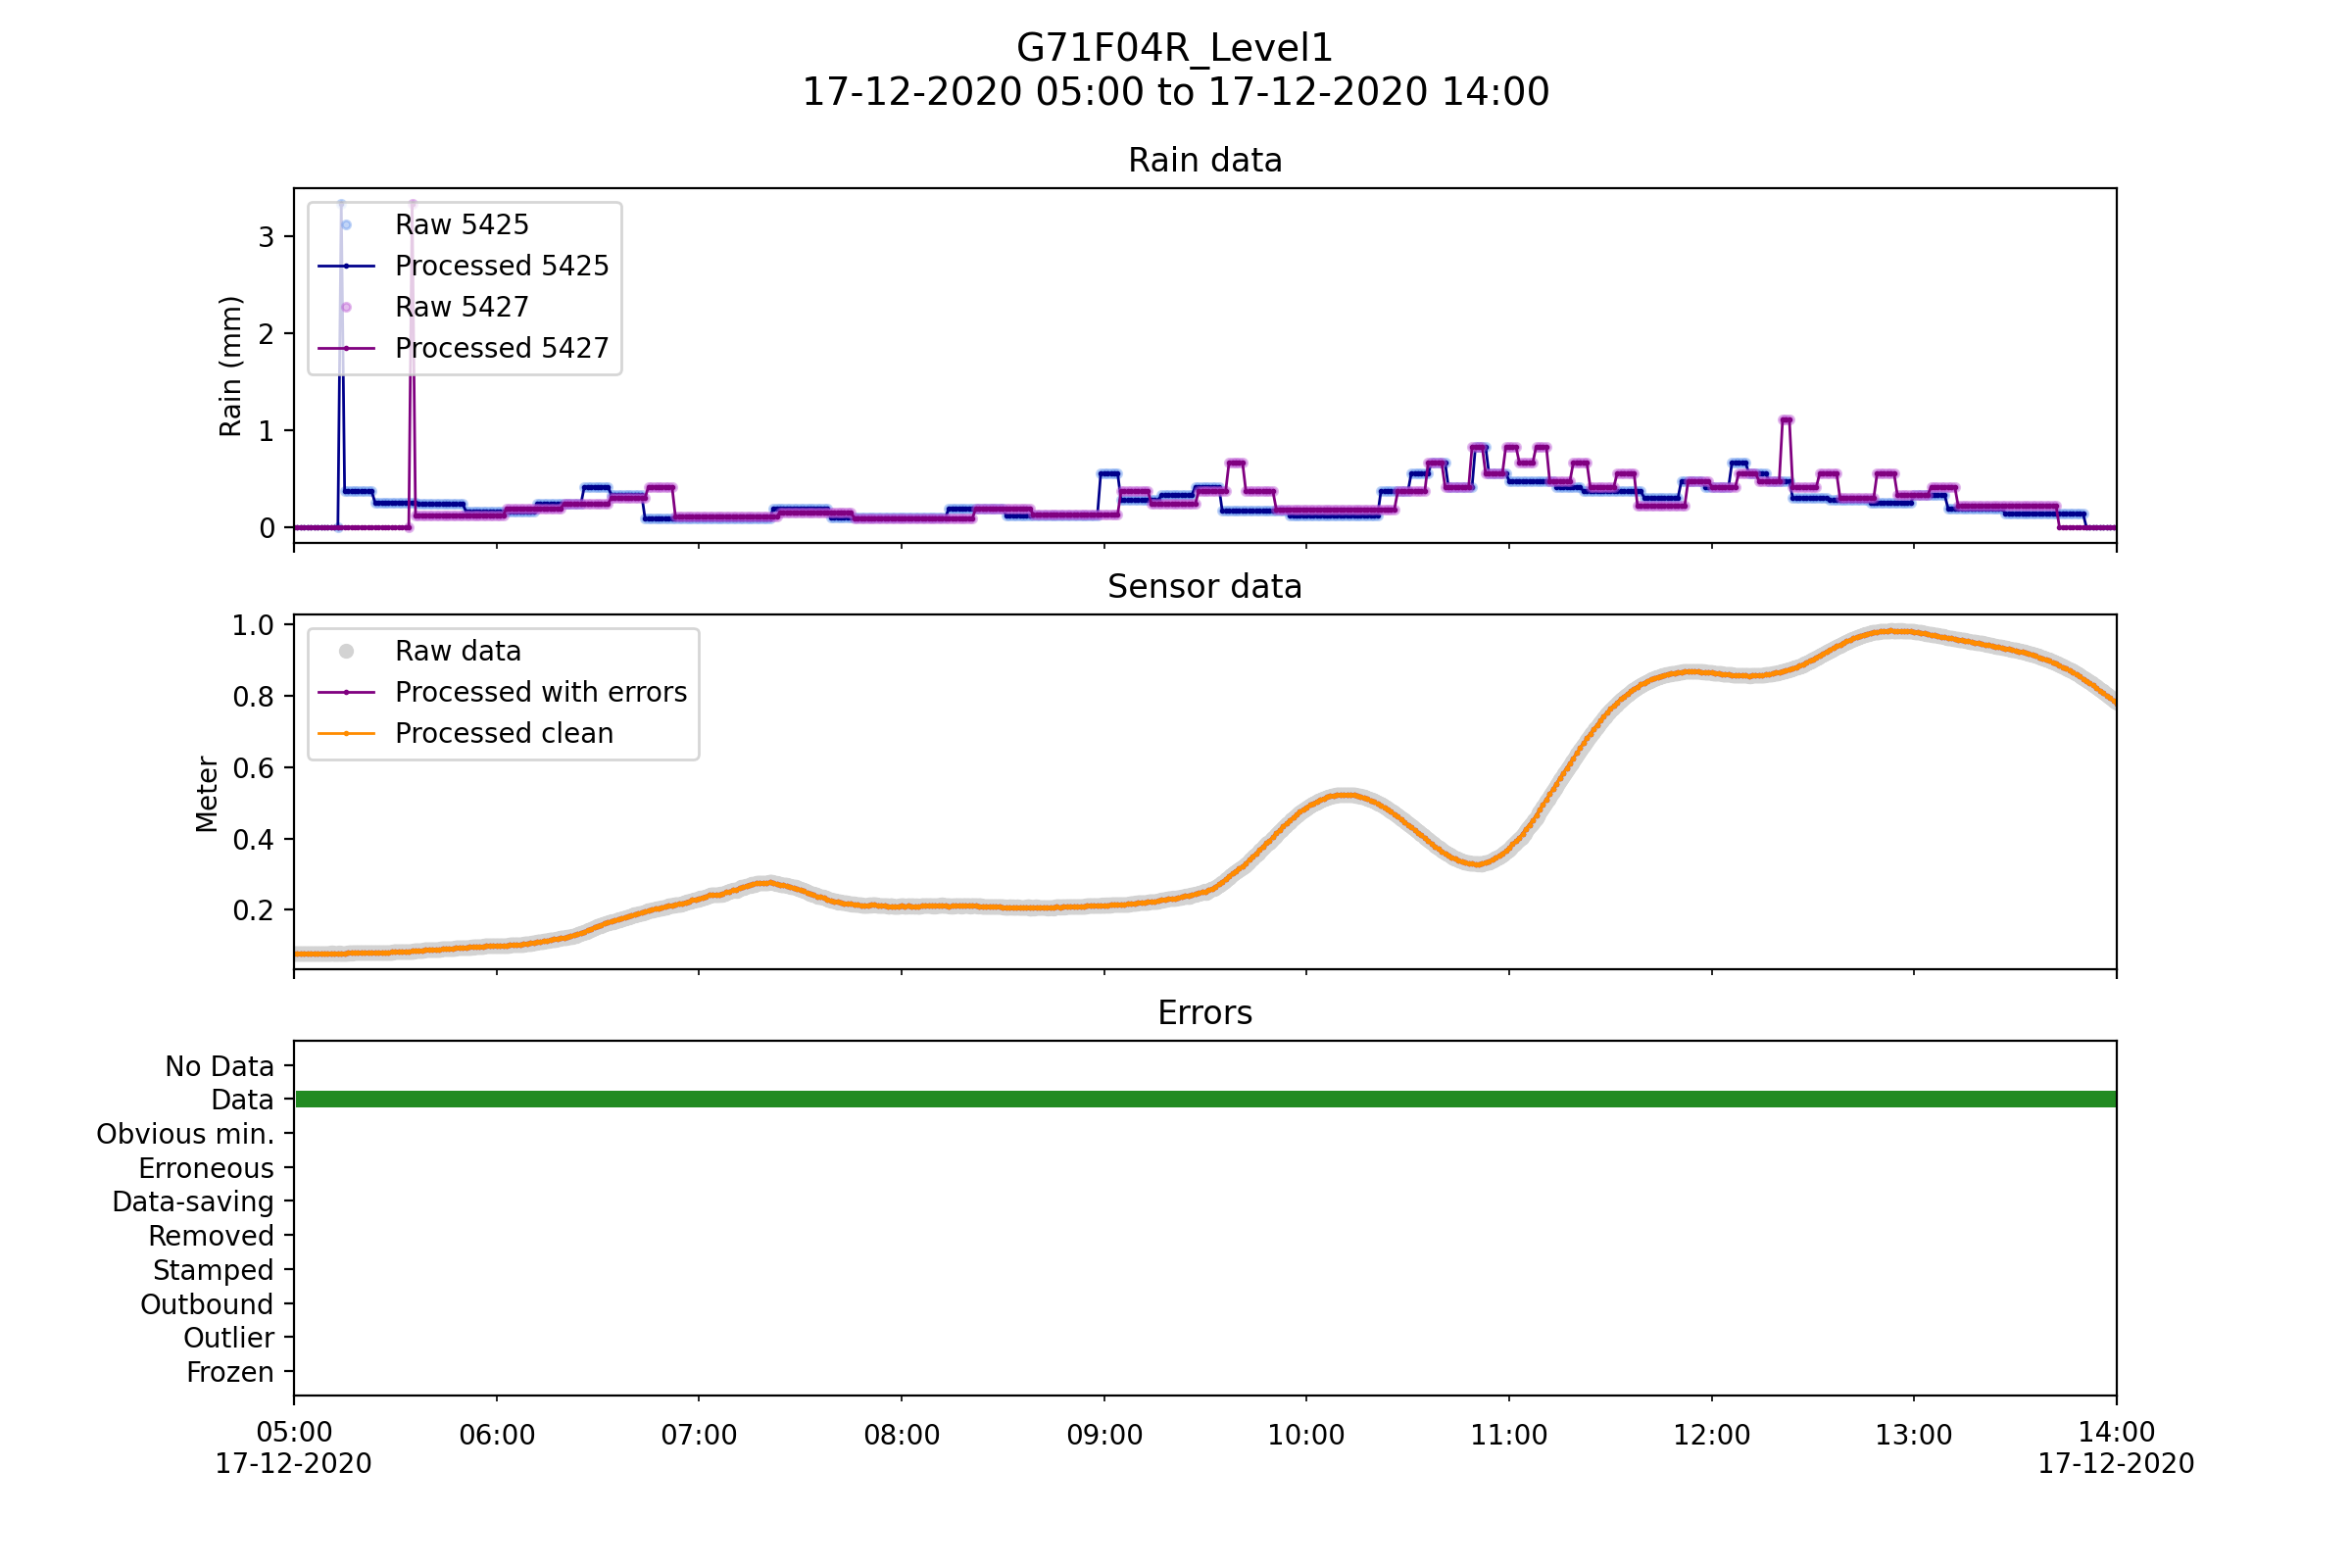 G71F04R_Level1
17-12-2020 05:00 to 17-12-2020 14:00
Rain data
Rain (mm)
3
2
1
0
Raw 5425
Processed 5425
Raw 5427
Processed 5427
Sensor data
Meter
1.0
0.8
0.6
0.4
0.2
Raw data
Processed with errors
Processed clean
Errors
No Data
Data
Obvious min.
Erroneous
Data-saving
Removed
Stamped
Outbound
Outlier
Frozen
05:00 06:00 07:00 08:00 09:00 10:00 11:00 12:00 13:00 14:00
17-12-2020 17-12-2020